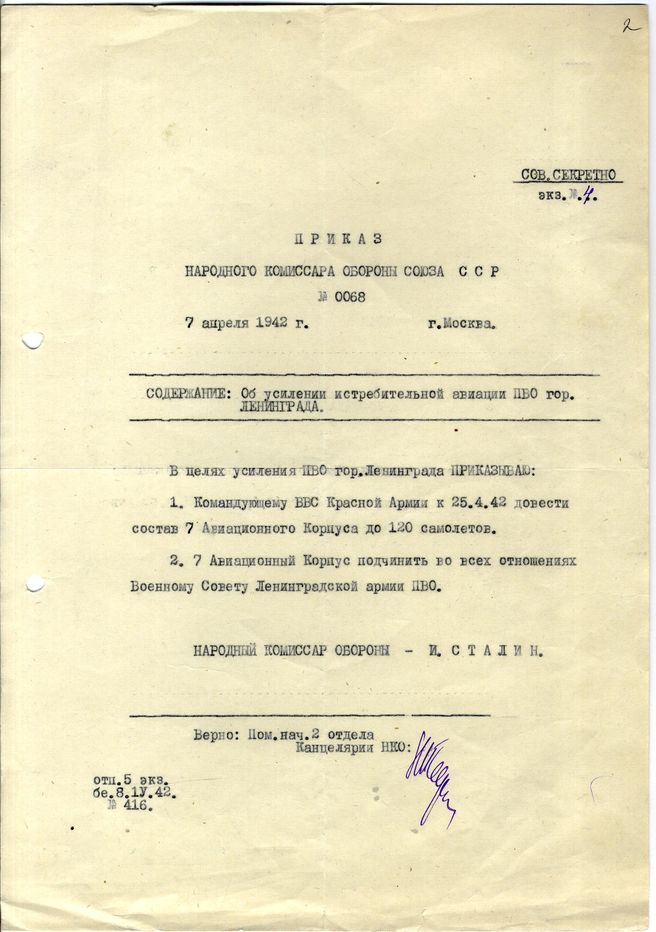 2
СОВ.СЕКРЕТНО
экз.№.4.
П Р И К А З
НАРОДНОГО КОМИССАРА ОБОРОНЫ СОЮЗА С С Р
№ 0068
7 апреля 1942 г. г.Москва.
СОДЕРЖАНИЕ: Об усилении истребительной авиации ПВО гор.
ЛЕНИНГРАДА.
В целях усиления ПВО гор.Ленинграда ПРИКАЗЫВАЮ:
1. Командующему ВВС Красной Армии к 25.4.42 довести
состав 7 Авиационного Корпуса до 120 самолетов.
2. 7 Авиационный Корпус подчинить во всех отношениях
Военному Совету Ленинградской армии ПВО.
НАРОДНЫЙ КОМИССАР ОБОРОНЫ - И. С Т А Л И Н.
Верно: Пом.нач.2 отдела
Канцелярии НКО:
отп.5 экз.
бе.8.1У.42.
№ 416.